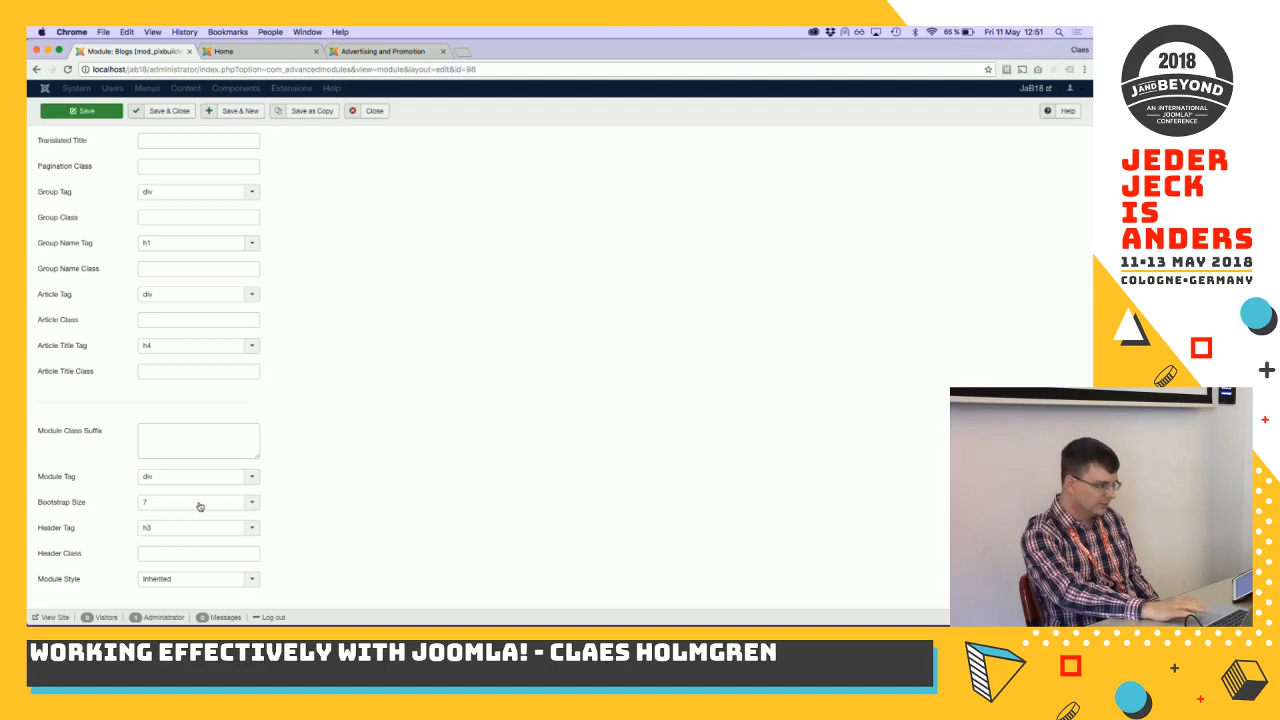 Chrome File Edit View History Bookmarks People Window Help
65% Fri 11 May 12:51
Module: Blogs (mod_pixbuilde
Home
Advertising and Promotion
Claes
localhost/jab18/administrator/index.php?option=com_advancedmodules&view=module&layout=edit&id=98
System Users Menus Content Components Extensions Help
JaB18
Save
Save & Close
Save & New
Save as Copy
Close
Help
Translated Title
Pagination Class
Group Tag div
Group Class
Group Name Tag h1
Group Name Class
Article Tag div
Article Class
Article Title Tag h4
Article Title Class
Module Class Suffix
Module Tag div
Bootstrap Size 7
Header Tag h3
Header Class
Module Style Inherited
View Site 0 Visitors 1 Administrator 0 Messages Log out
2018
J AND BEYOND
AN INTERNATIONAL
JOOMLA!
CONFERENCE
JEDER
JECK
IS
ANDERS
11-13 MAY 2018
COLOGNE-GERMANY
WORKING EFFECTIVELY WITH JOOMLA! - CLAES HOLMGREN